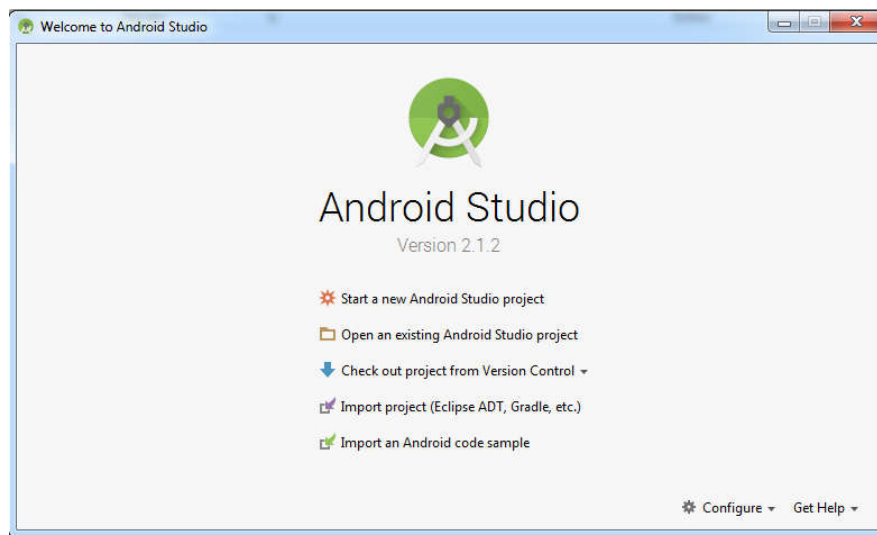 Welcome to Android Studio
Android Studio
Version 2.1.2
Start a new Android Studio project
Open an existing Android Studio project
Check out project from Version Control
Import project (Eclipse ADT, Gradle, etc.)
Import an Android code sample
Configure Get Help